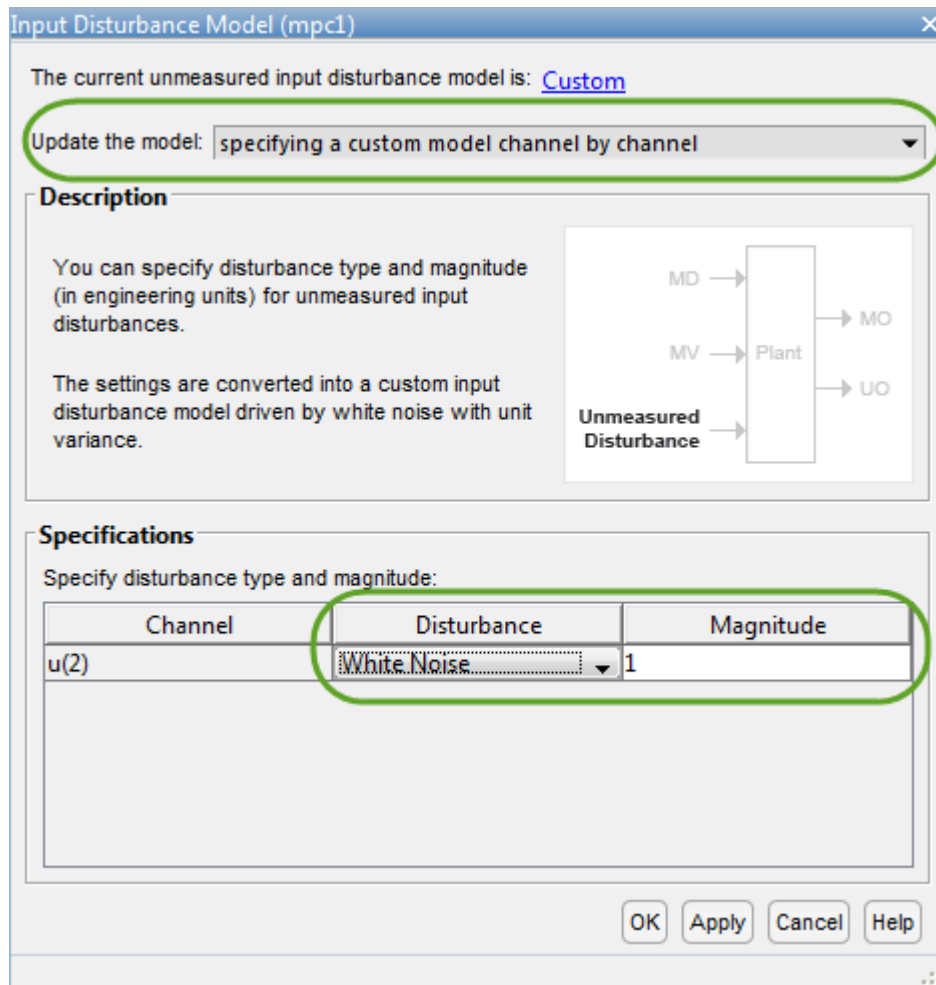 Input Disturbance Model (mpc1)
The current unmeasured input disturbance model is: Custom
Update the model: specifying a custom model channel by channel
Description
You can specify disturbance type and magnitude
(in engineering units) for unmeasured input
disturbances.
The settings are converted into a custom input
disturbance model driven by white noise with unit
variance.
MD
MV
Unmeasured
Disturbance
Plant
MO
UO
Specifications
Specify disturbance type and magnitude:
Channel Disturbance Magnitude
u(2) White Noise 1
OK Apply Cancel Help